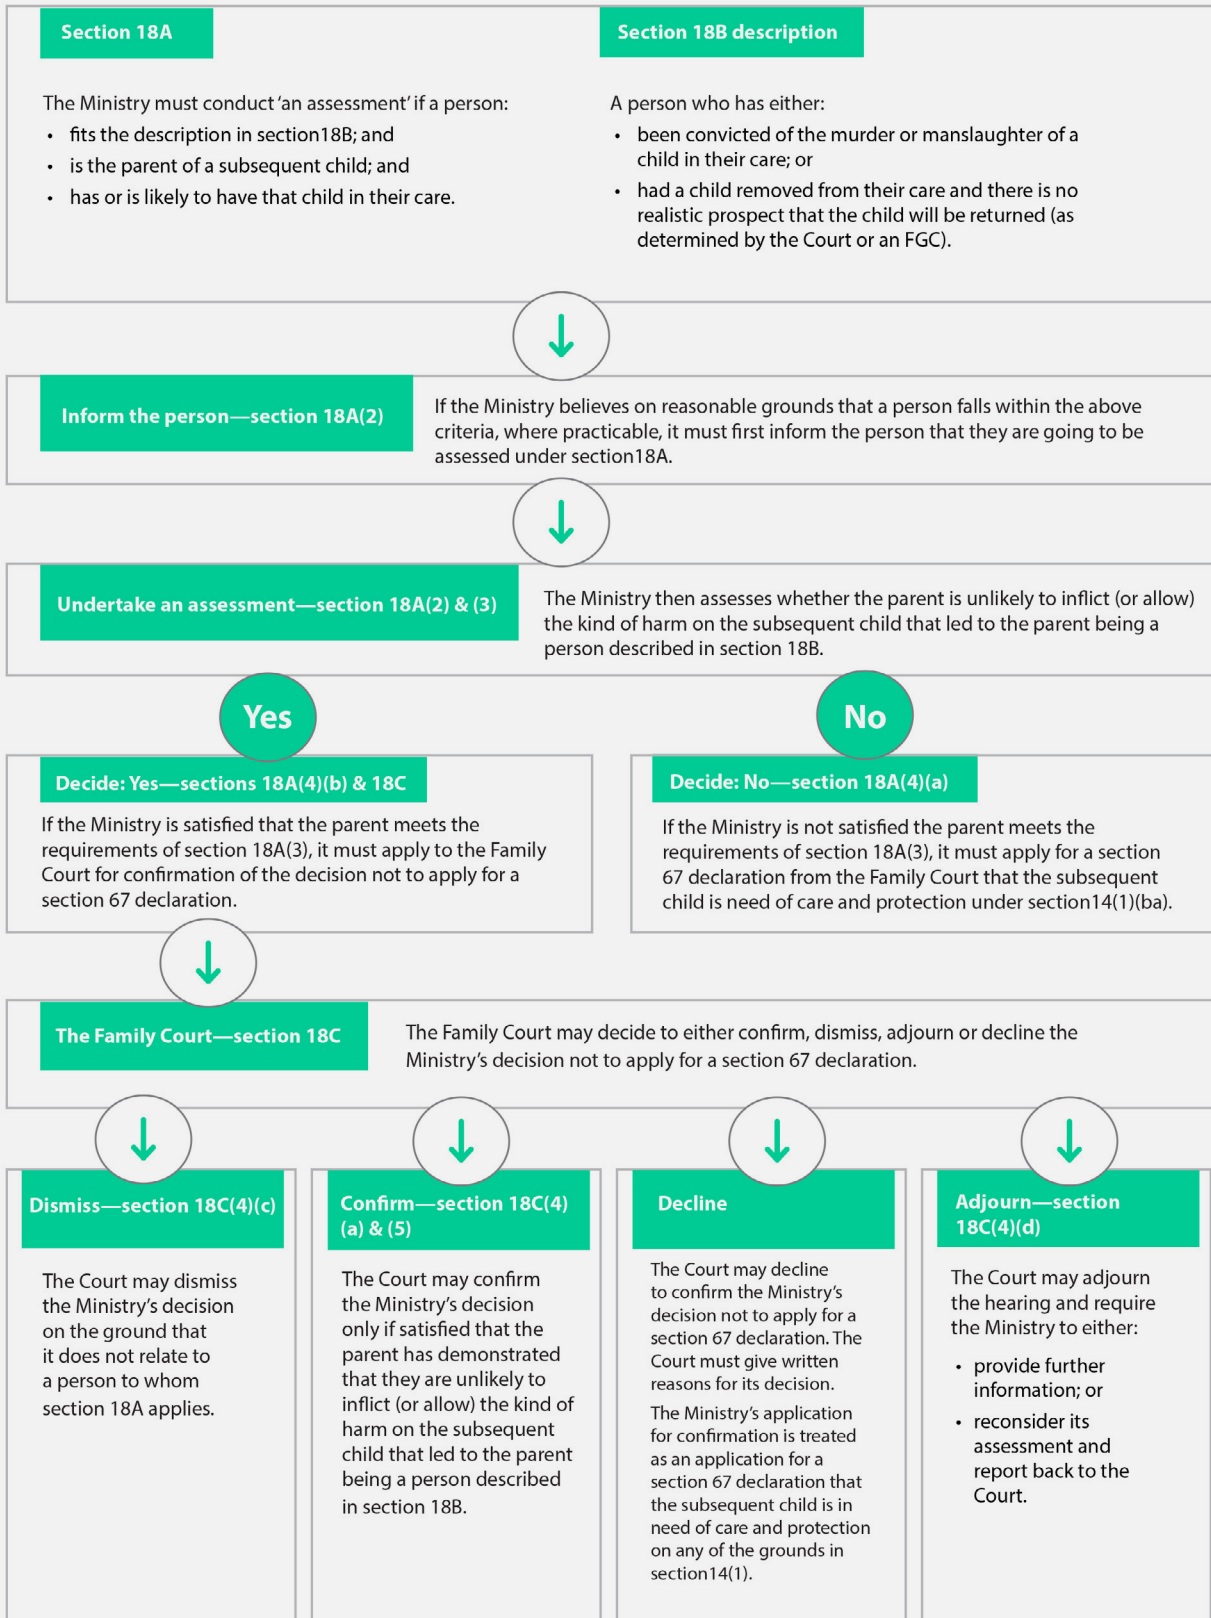 Section 18A
The Ministry must conduct ‘an assessment’ if a person:
• fits the description in section18B; and
• is the parent of a subsequent child; and
• has or is likely to have that child in their care.
Section 18B description
A person who has either:
• been convicted of the murder or manslaughter of a
child in their care; or
• had a child removed from their care and there is no
realistic prospect that the child will be returned (as
determined by the Court or an FGC).
Inform the person—section 18A(2)
If the Ministry believes on reasonable grounds that a person falls within the above
criteria, where practicable, it must first inform the person that they are going to be
assessed under section18A.
Undertake an assessment—section 18A(2) & (3)
The Ministry then assesses whether the parent is unlikely to inflict (or allow)
the kind of harm on the subsequent child that led to the parent being a
person described in section 18B.
Yes
Decide: Yes—sections 18A(4)(b) & 18C
If the Ministry is satisfied that the parent meets the
requirements of section 18A(3), it must apply to the Family
Court for confirmation of the decision not to apply for a
section 67 declaration.
No
Decide: No—section 18A(4)(a)
If the Ministry is not satisfied the parent meets the
requirements of section 18A(3), it must apply for a section
67 declaration from the Family Court that the subsequent
child is need of care and protection under section14(1)(ba).
The Family Court—section 18C
The Family Court may decide to either confirm, dismiss, adjourn or decline the
Ministry’s decision not to apply for a section 67 declaration.
Dismiss—section 18C(4)(c)
The Court may dismiss
the Ministry’s decision
on the ground that
it does not relate to
a person to whom
section 18A applies.
Confirm—section 18C(4)
(a) & (5)
The Court may confirm
the Ministry’s decision
only if satisfied that the
parent has demonstrated
that they are unlikely to
inflict (or allow) the kind of
harm on the subsequent
child that led to the parent
being a person described
in section 18B.
Decline
The Court may decline
to confirm the Ministry’s
decision not to apply for a
section 67 declaration. The
Court must give written
reasons for its decision.
The Ministry’s application
for confirmation is treated
as an application for a
section 67 declaration that
the subsequent child is in
need of care and protection
on any of the grounds in
section14(1).
Adjourn—section
18C(4)(d)
The Court may adjourn
the hearing and require
the Ministry to either:
• provide further
information; or
• reconsider its
assessment and
report back to the
Court.